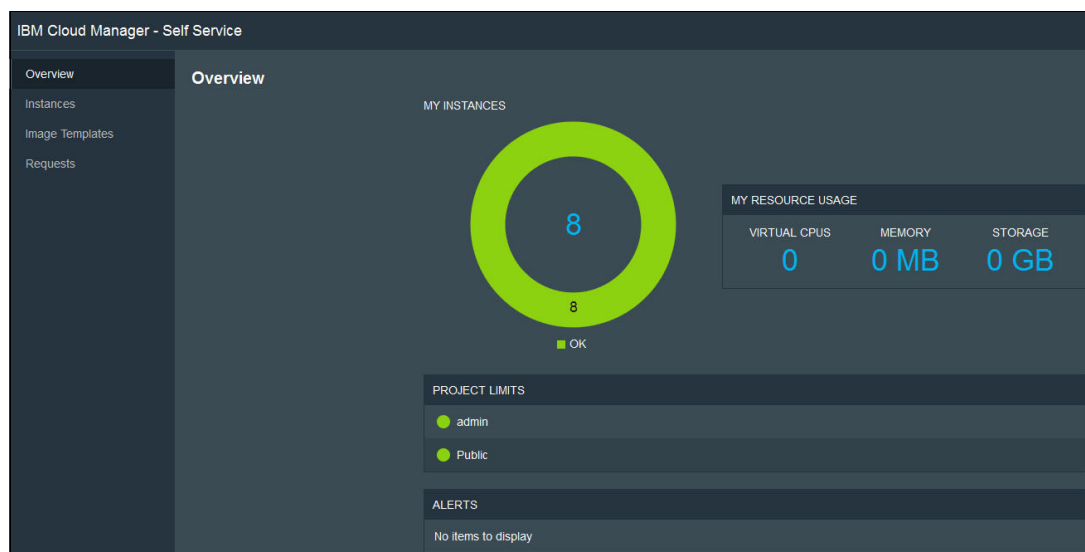 IBM Cloud Manager - Self Service
Overview
Instances
Image Templates
Requests
Overview
MY INSTANCES
8
8
OK
MY RESOURCE USAGE
VIRTUAL CPUS MEMORY STORAGE
0 0 MB 0 GB
PROJECT LIMITS
admin
Public
ALERTS
No items to display